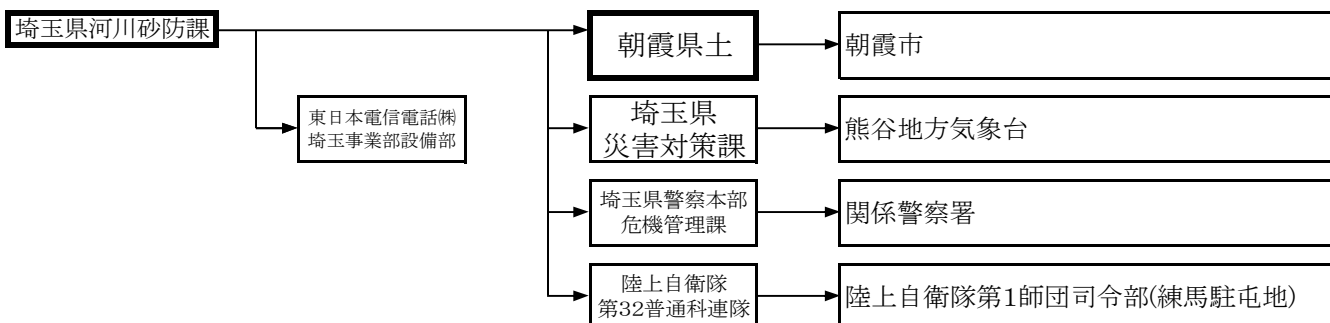 埼玉県河川砂防課
朝霞県土
朝霞市
東日本電信電話㈱
埼玉事業部設備部
埼玉県
災害対策課
熊谷地方気象台
埼玉県警察本部
危機管理課
関係警察署
陸上自衛隊
第32普通科連隊
陸上自衛隊第1師団司令部(練馬駐屯地)